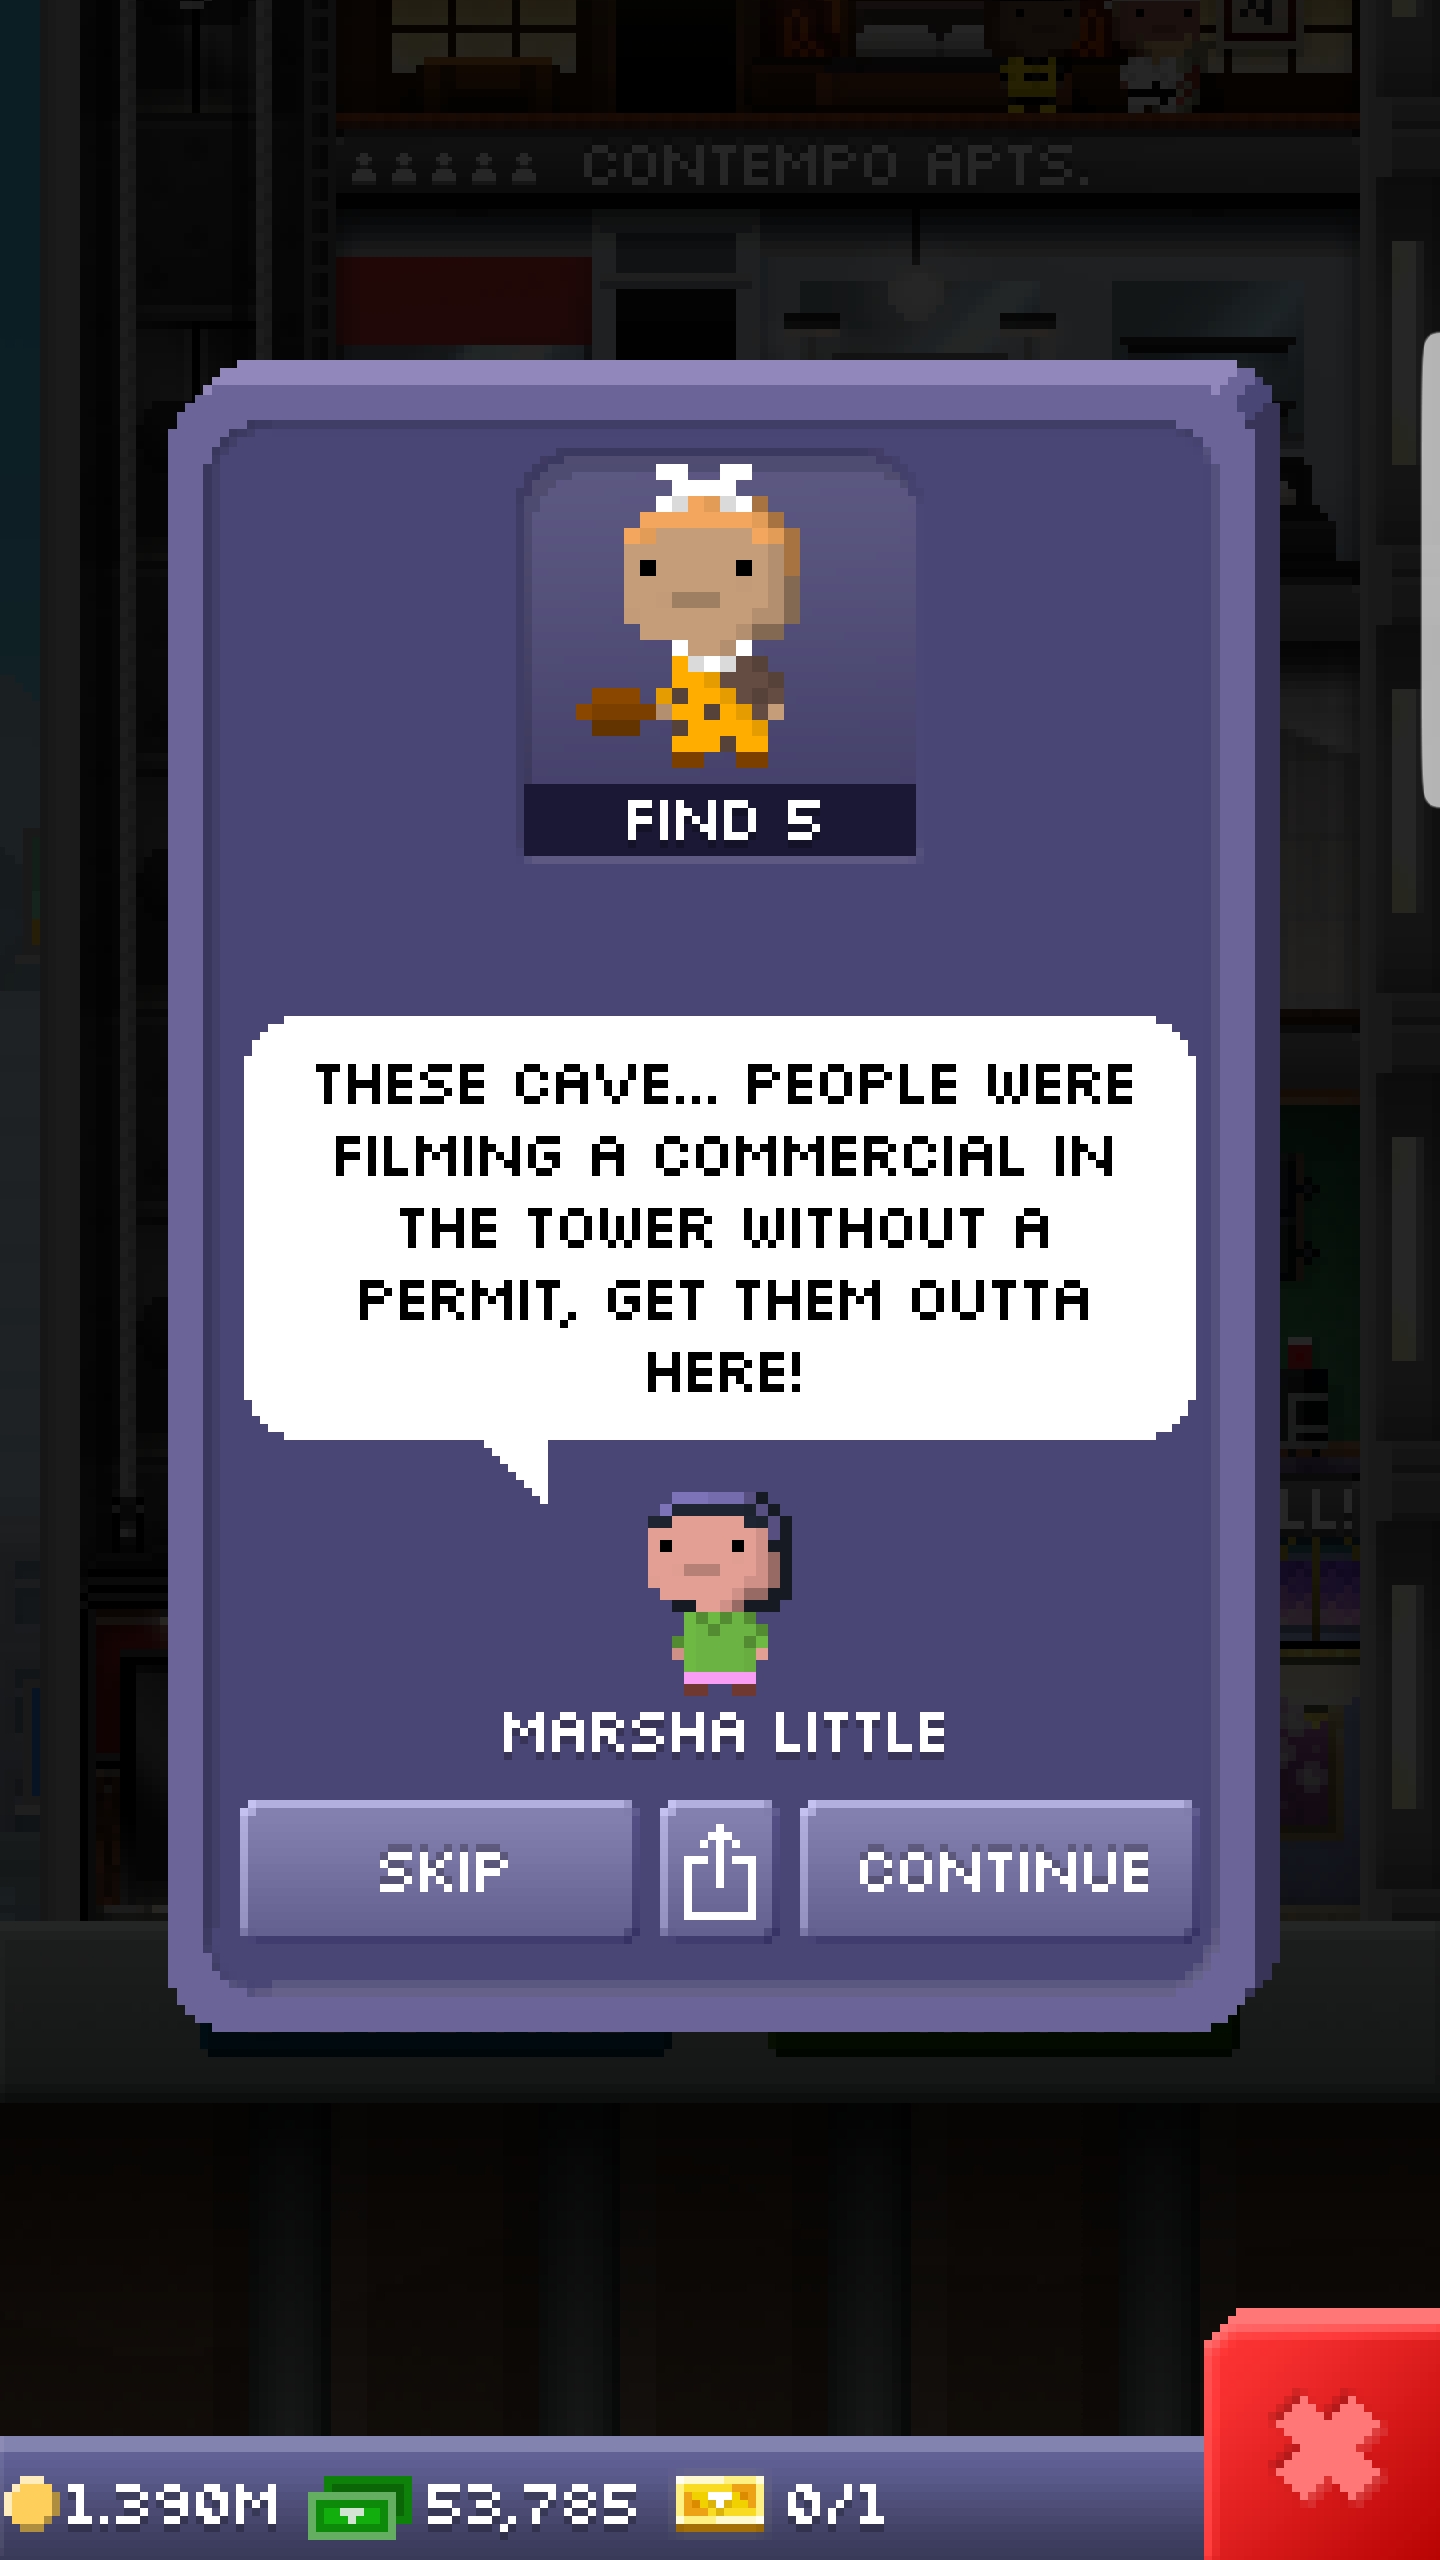 CONTEMPO APTS.
FIND 5
THESE CAVE... PEOPLE WERE
FILMING A COMMERCIAL IN
THE TOWER WITHOUT A
PERMIT, GET THEM OUTTA
HERE!
LL!
MARSHA LITTLE
SKIP
CONTINUE
1.390M 53,785 0/1